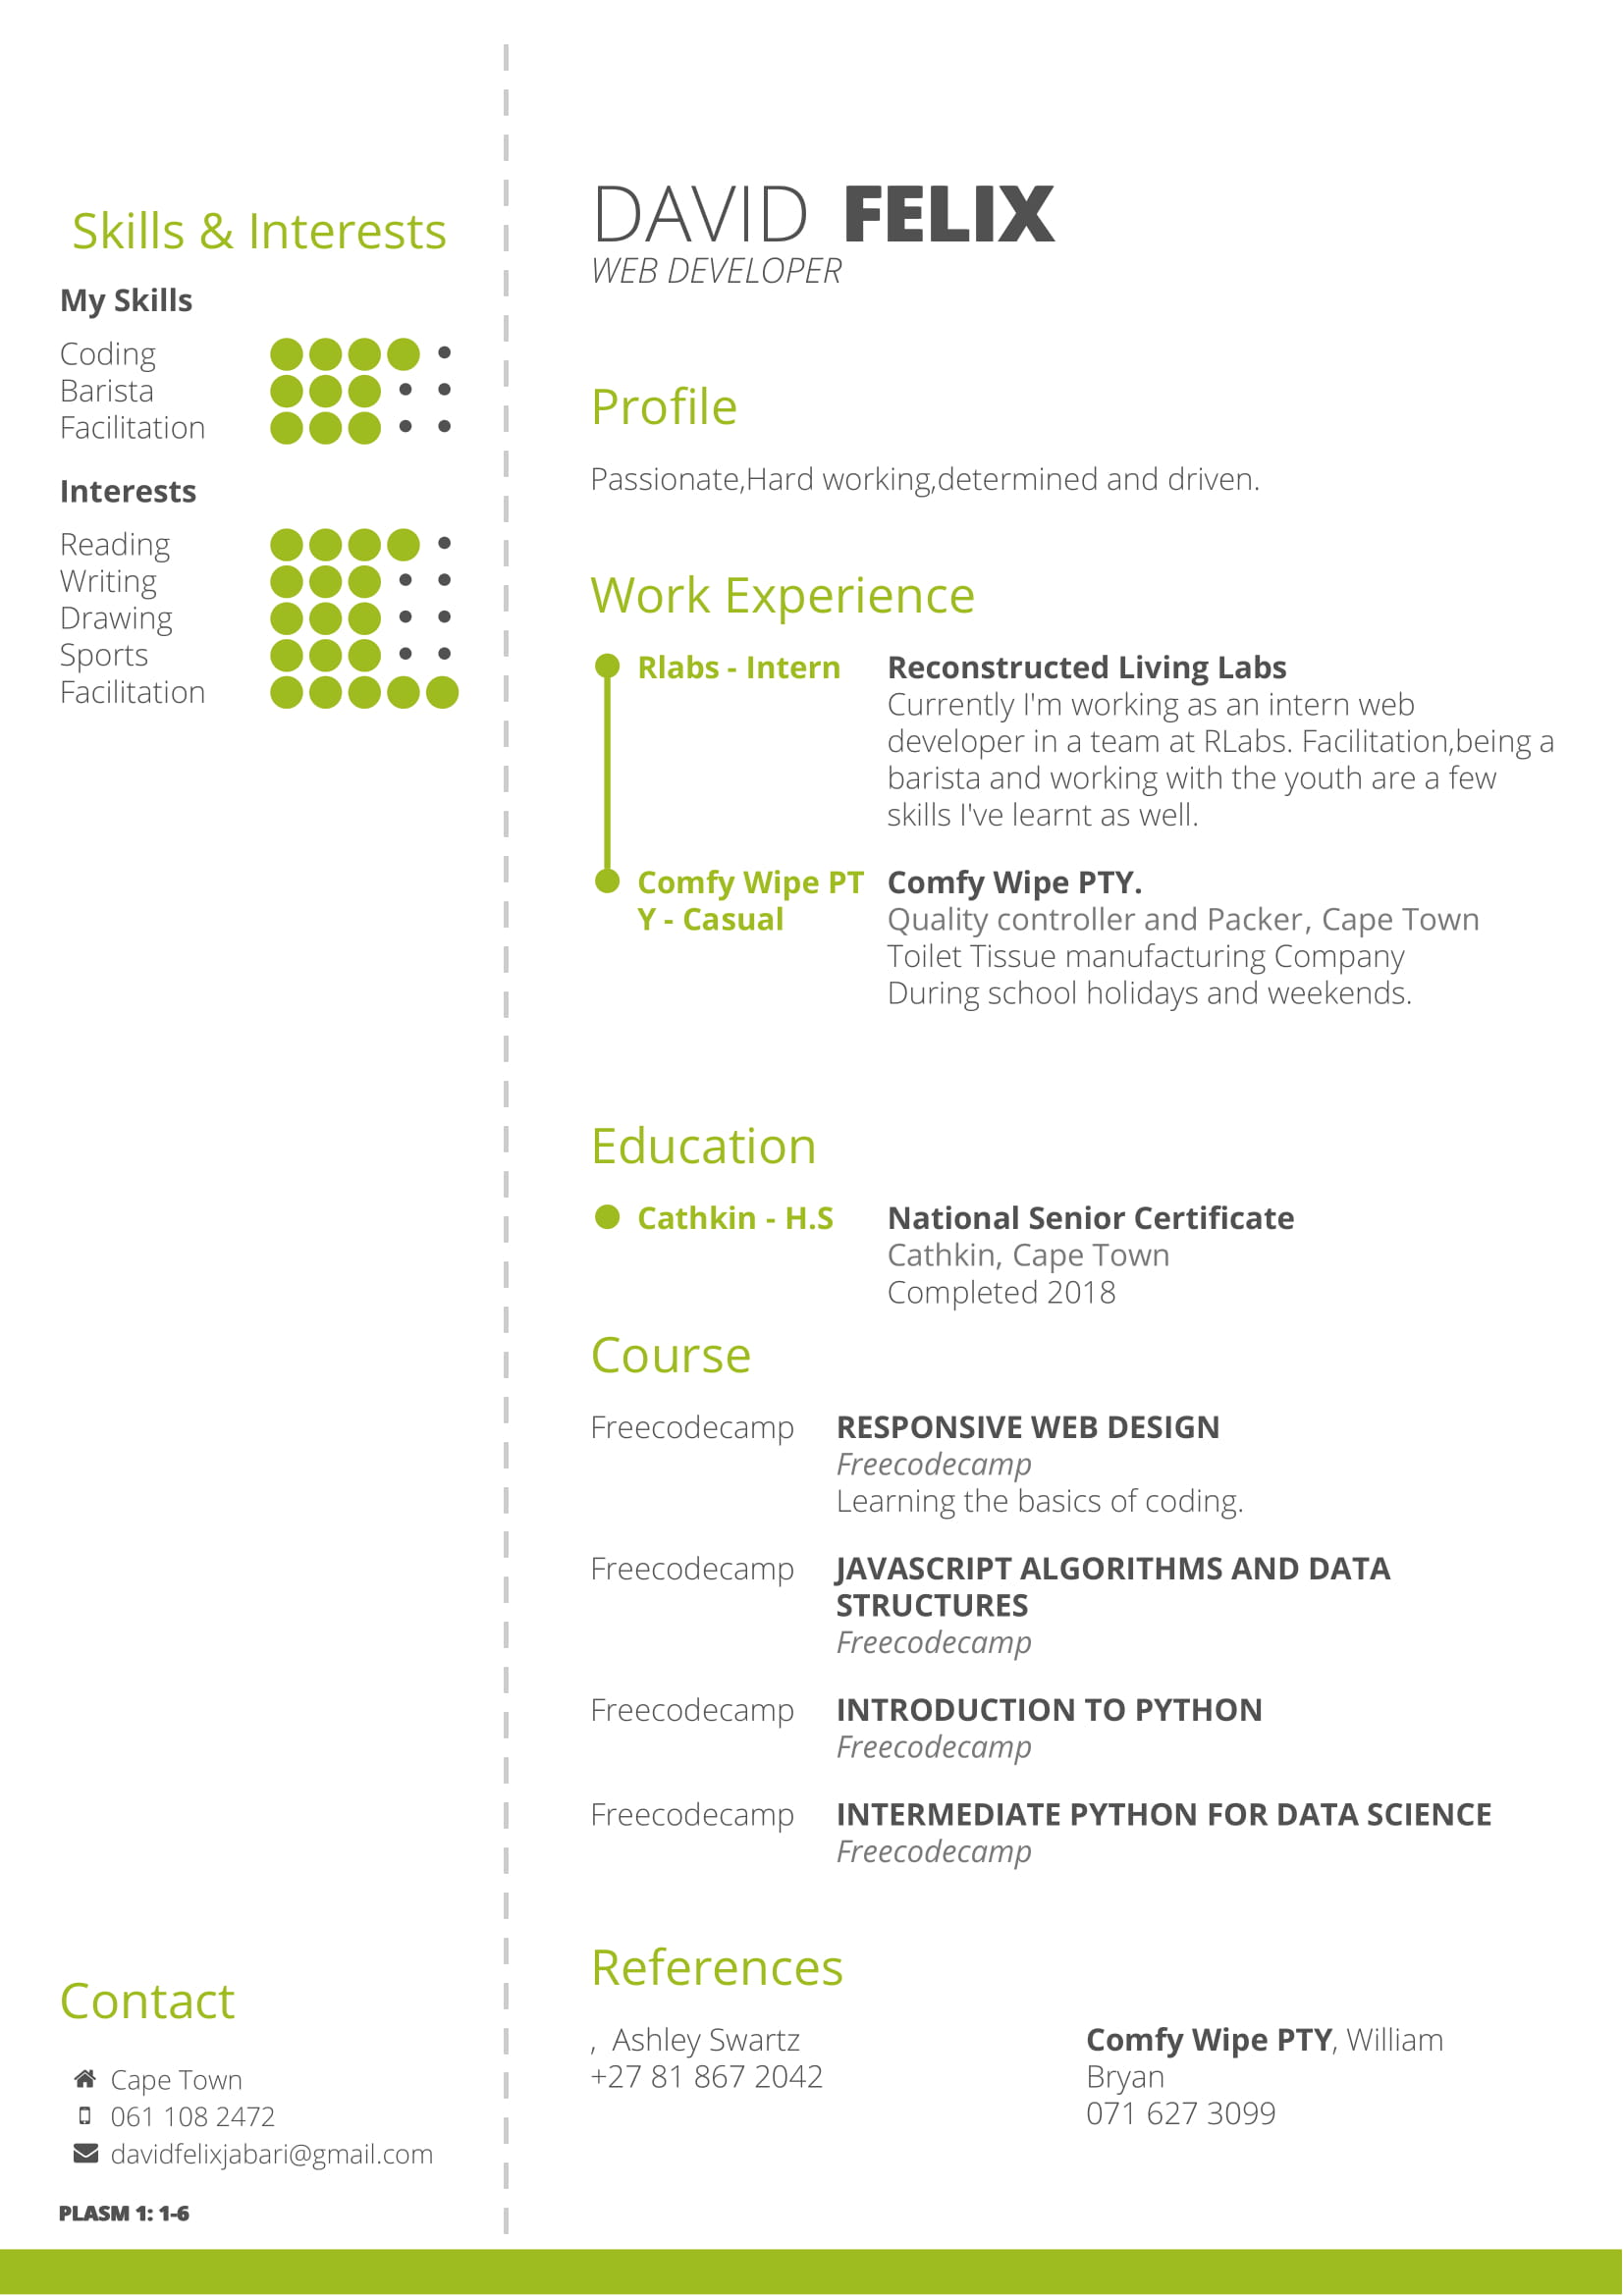 Skills & Interests
My Skills
Coding
Barista
Facilitation
Interests
Reading
Writing
Drawing
Sports
Facilitation
Contact
Cape Town
061 108 2472
davidfelixjabari@gmail.com
PLASM 1: 1-6
DAVID FELIX
WEB DEVELOPER
Profile
Passionate,Hard working,determined and driven.
Work Experience
Rlabs - Intern
Reconstructed Living Labs
Currently I'm working as an intern web
developer in a team at RLabs. Facilitation,being a
barista and working with the youth are a few
skills I've learnt as well.
Comfy Wipe PT
Y - Casual
Comfy Wipe PTY.
Quality controller and Packer, Cape Town
Toilet Tissue manufacturing Company
During school holidays and weekends.
Education
Cathkin - H.S
National Senior Certificate
Cathkin, Cape Town
Completed 2018
Course
Freecodecamp
RESPONSIVE WEB DESIGN
Freecodecamp
Learning the basics of coding.
Freecodecamp
JAVASCRIPT ALGORITHMS AND DATA
STRUCTURES
Freecodecamp
Freecodecamp
INTRODUCTION TO PYTHON
Freecodecamp
Freecodecamp
INTERMEDIATE PYTHON FOR DATA SCIENCE
Freecodecamp
References
, Ashley Swartz
+27 81 867 2042
Comfy Wipe PTY, William
Bryan
071 627 3099